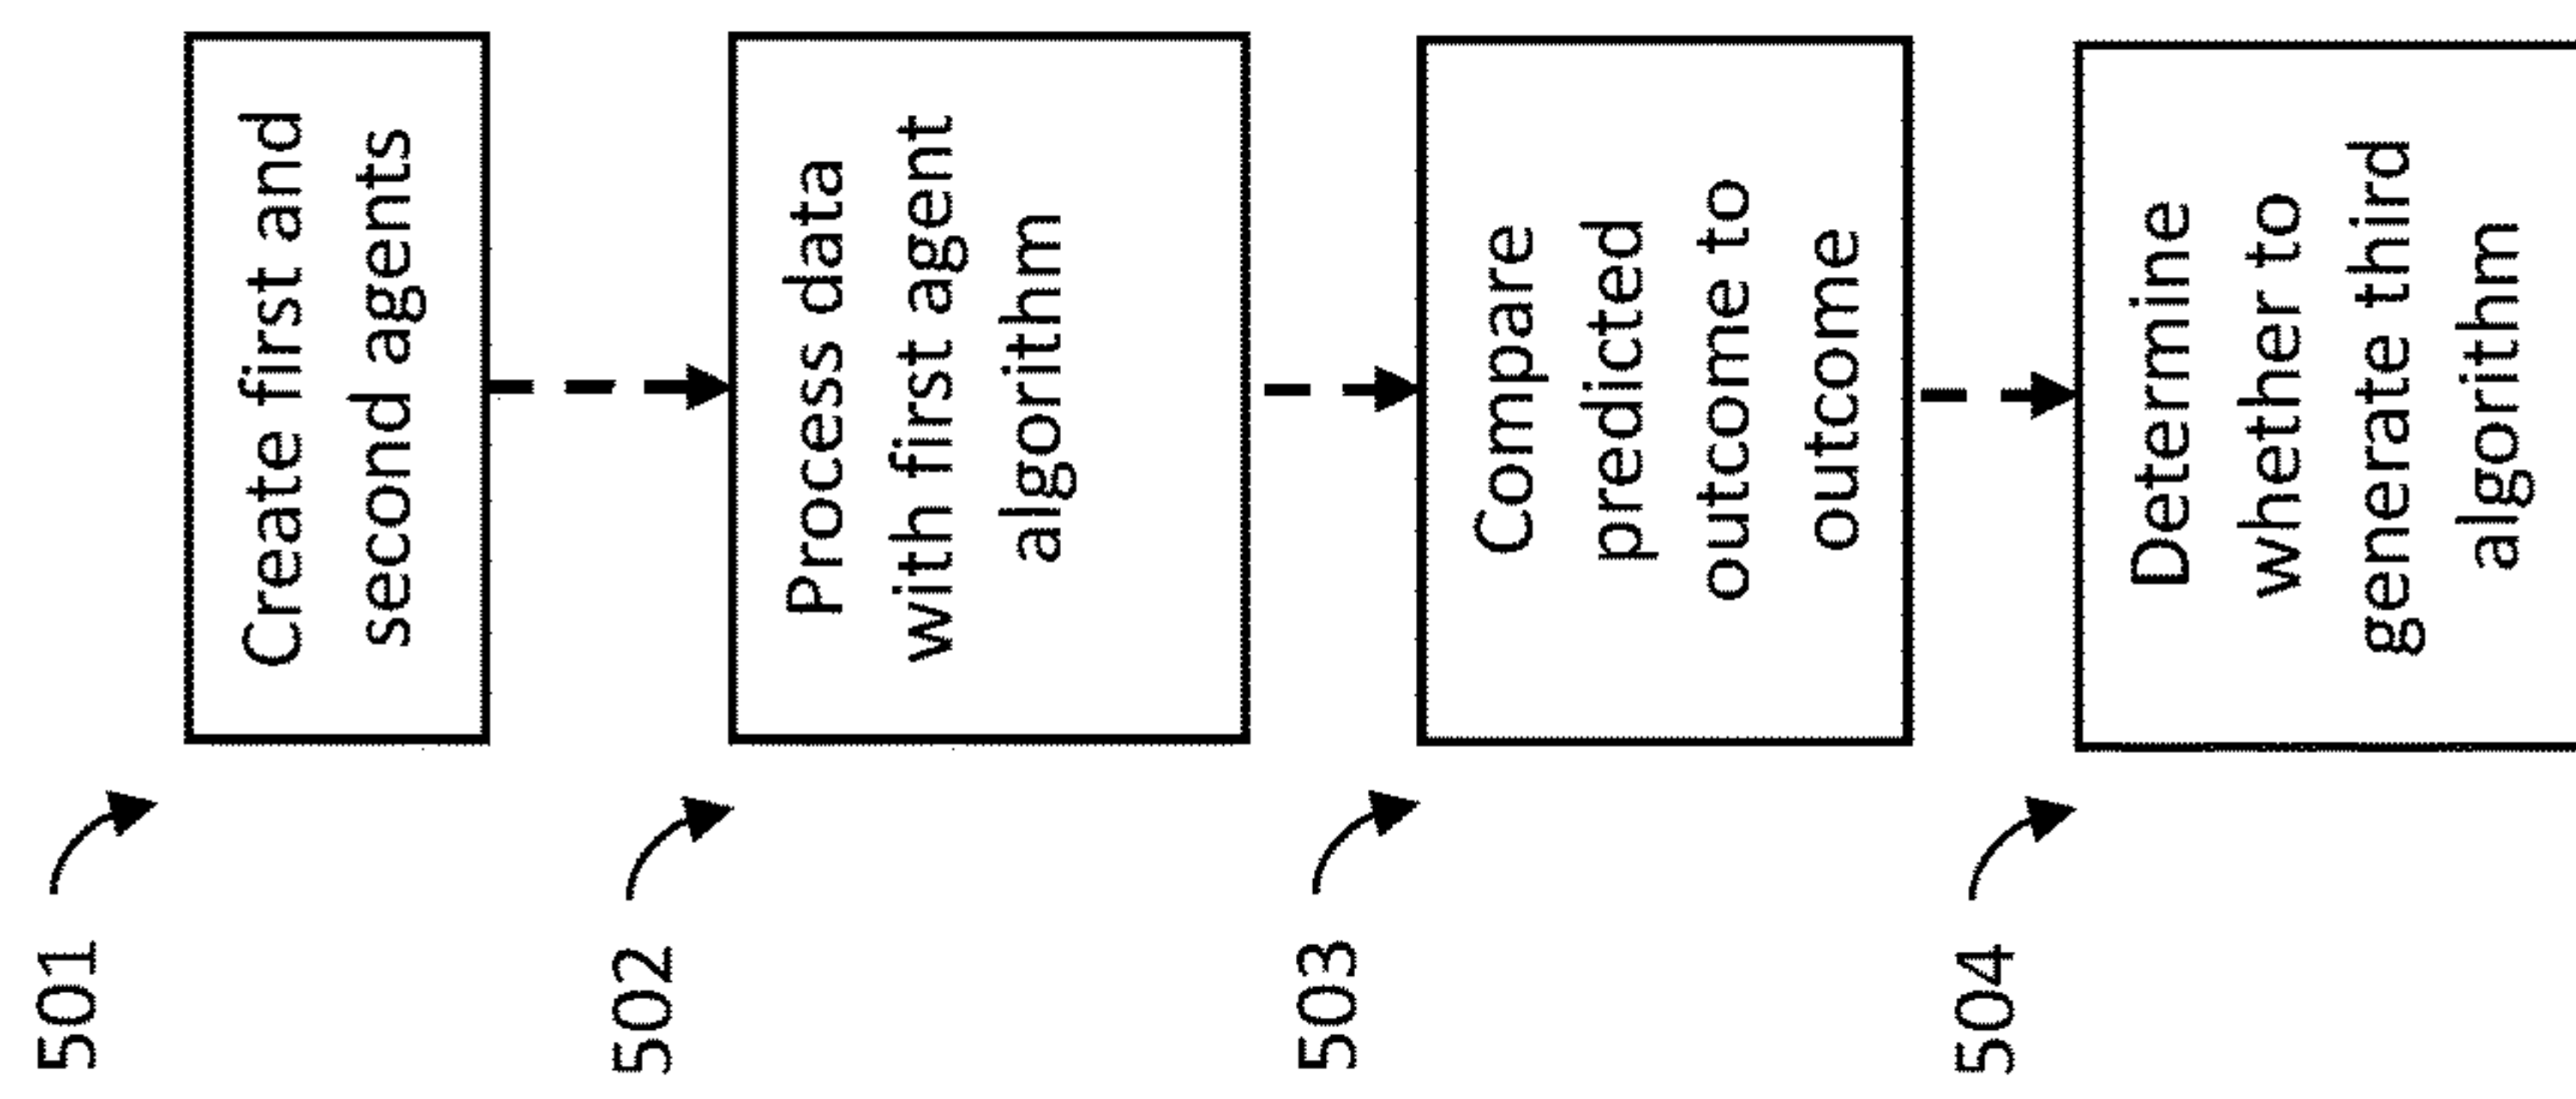 501
Create first and
second agents
502
Process data
with first agent
algorithm
503
Compare
predicted
outcome to
outcome
504
Determine
whether to
generate third
algorithm